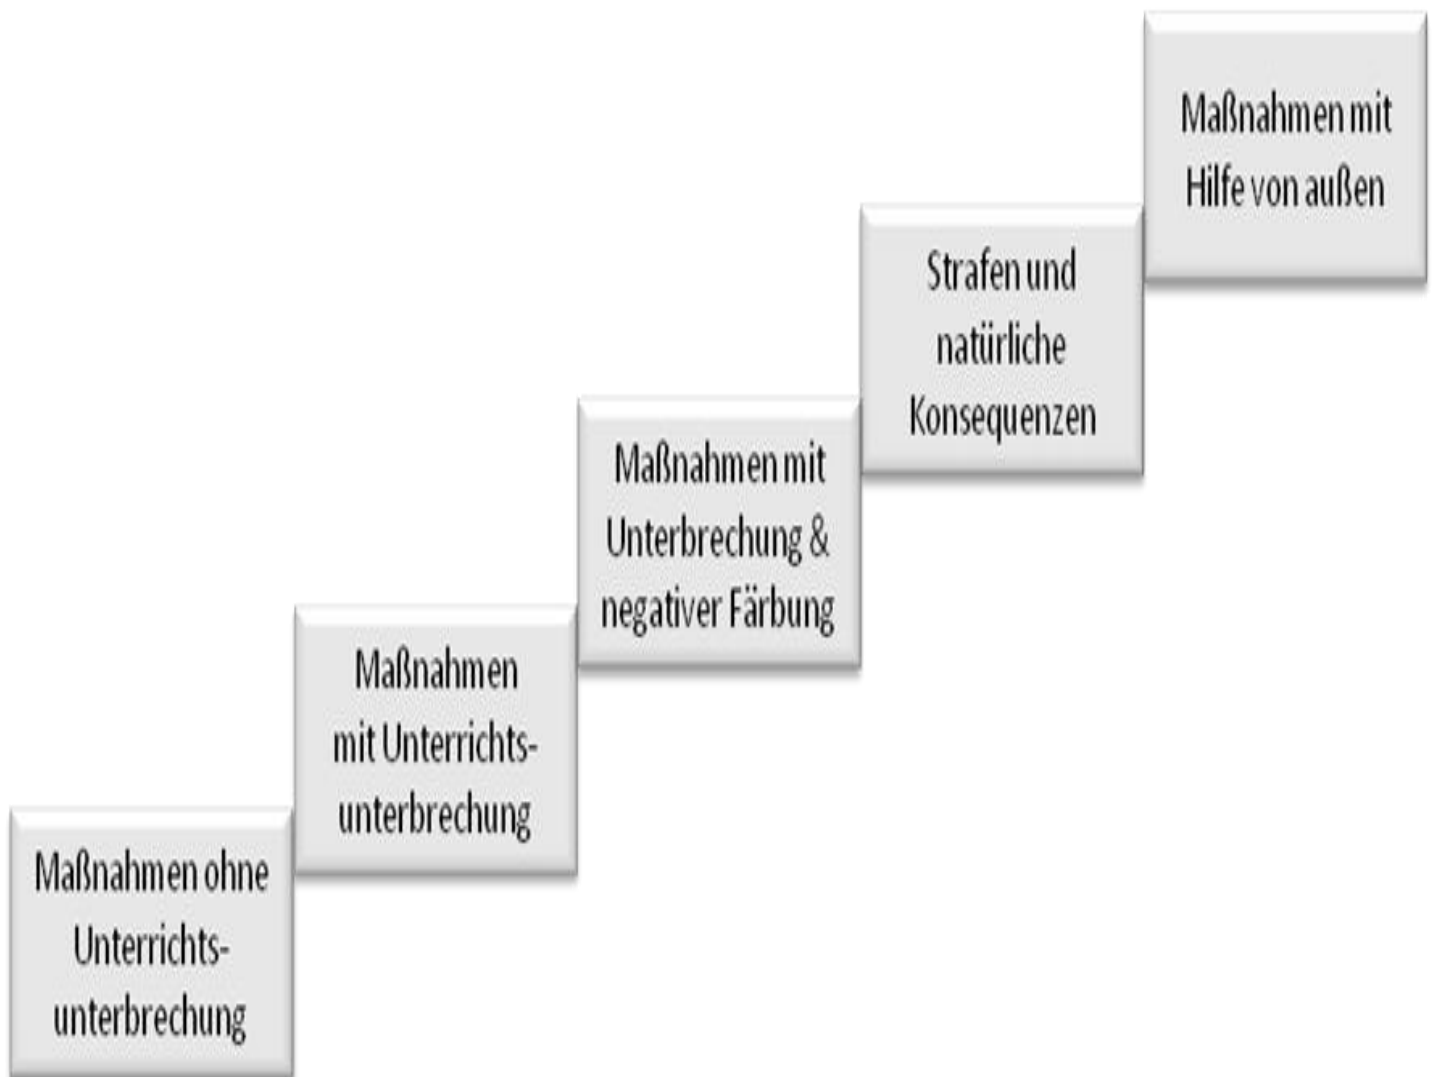 Maßnahmen mit
Hilfe von außen
Strafen und
natürliche
Konsequenzen
Maßnahmen mit
Unterbrechung &
negativer Färbung
Maßnahmen
mit Unterrichts-
unterbrechung
Maßnahmen ohne
Unterrichts-
unterbrechung